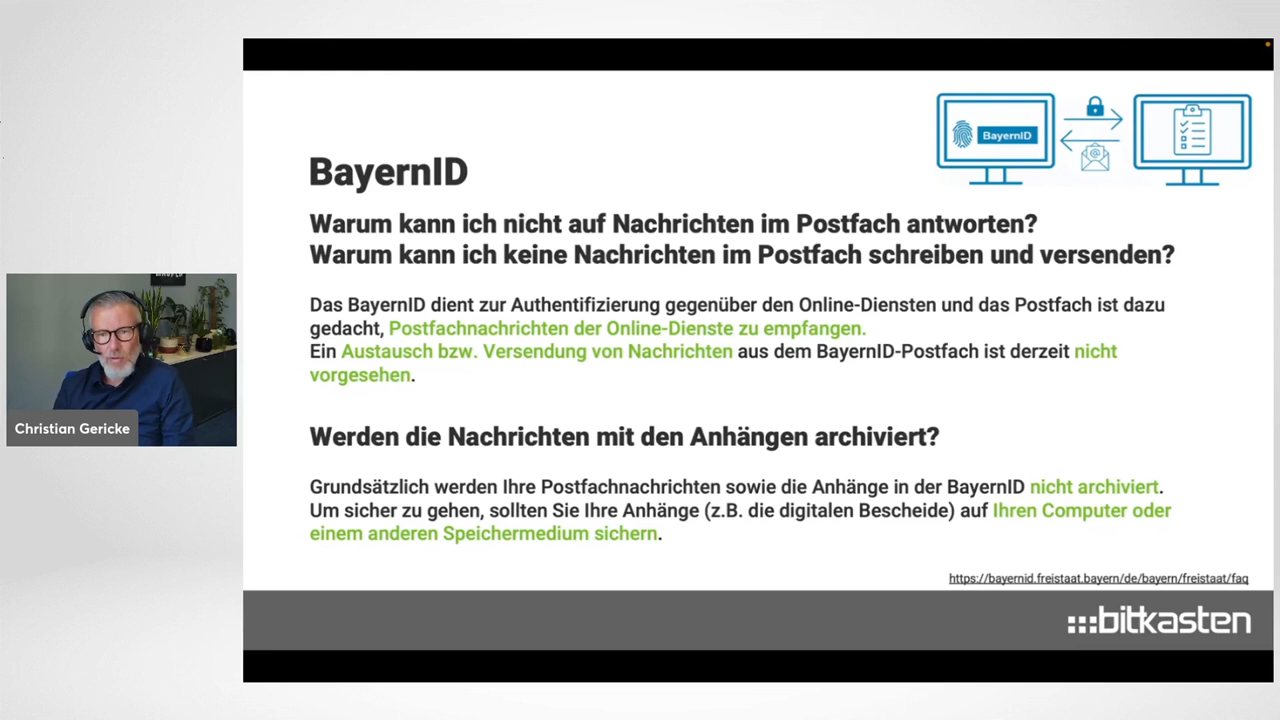 BayernID
BayernID
Warum kann ich nicht auf Nachrichten im Postfach antworten?
Warum kann ich keine Nachrichten im Postfach schreiben und versenden?
Das BayernID dient zur Authentifizierung gegenüber den Online-Diensten und das Postfach ist dazu
gedacht, Postfachnachrichten der Online-Dienste zu empfangen.
Ein Austausch bzw. Versendung von Nachrichten aus dem BayernID-Postfach ist derzeit nicht
vorgesehen.
Christian Gericke
Werden die Nachrichten mit den Anhängen archiviert?
Grundsätzlich werden Ihre Postfachnachrichten sowie die Anhänge in der BayernID nicht archiviert.
Um sicher zu gehen, sollten Sie Ihre Anhänge (z.B. die digitalen Bescheide) auf Ihren Computer oder
einem anderen Speichermedium sichern.
https://bayernid.freistaat.bayern/de/bayern/freistaat/faq
:::bitkasten